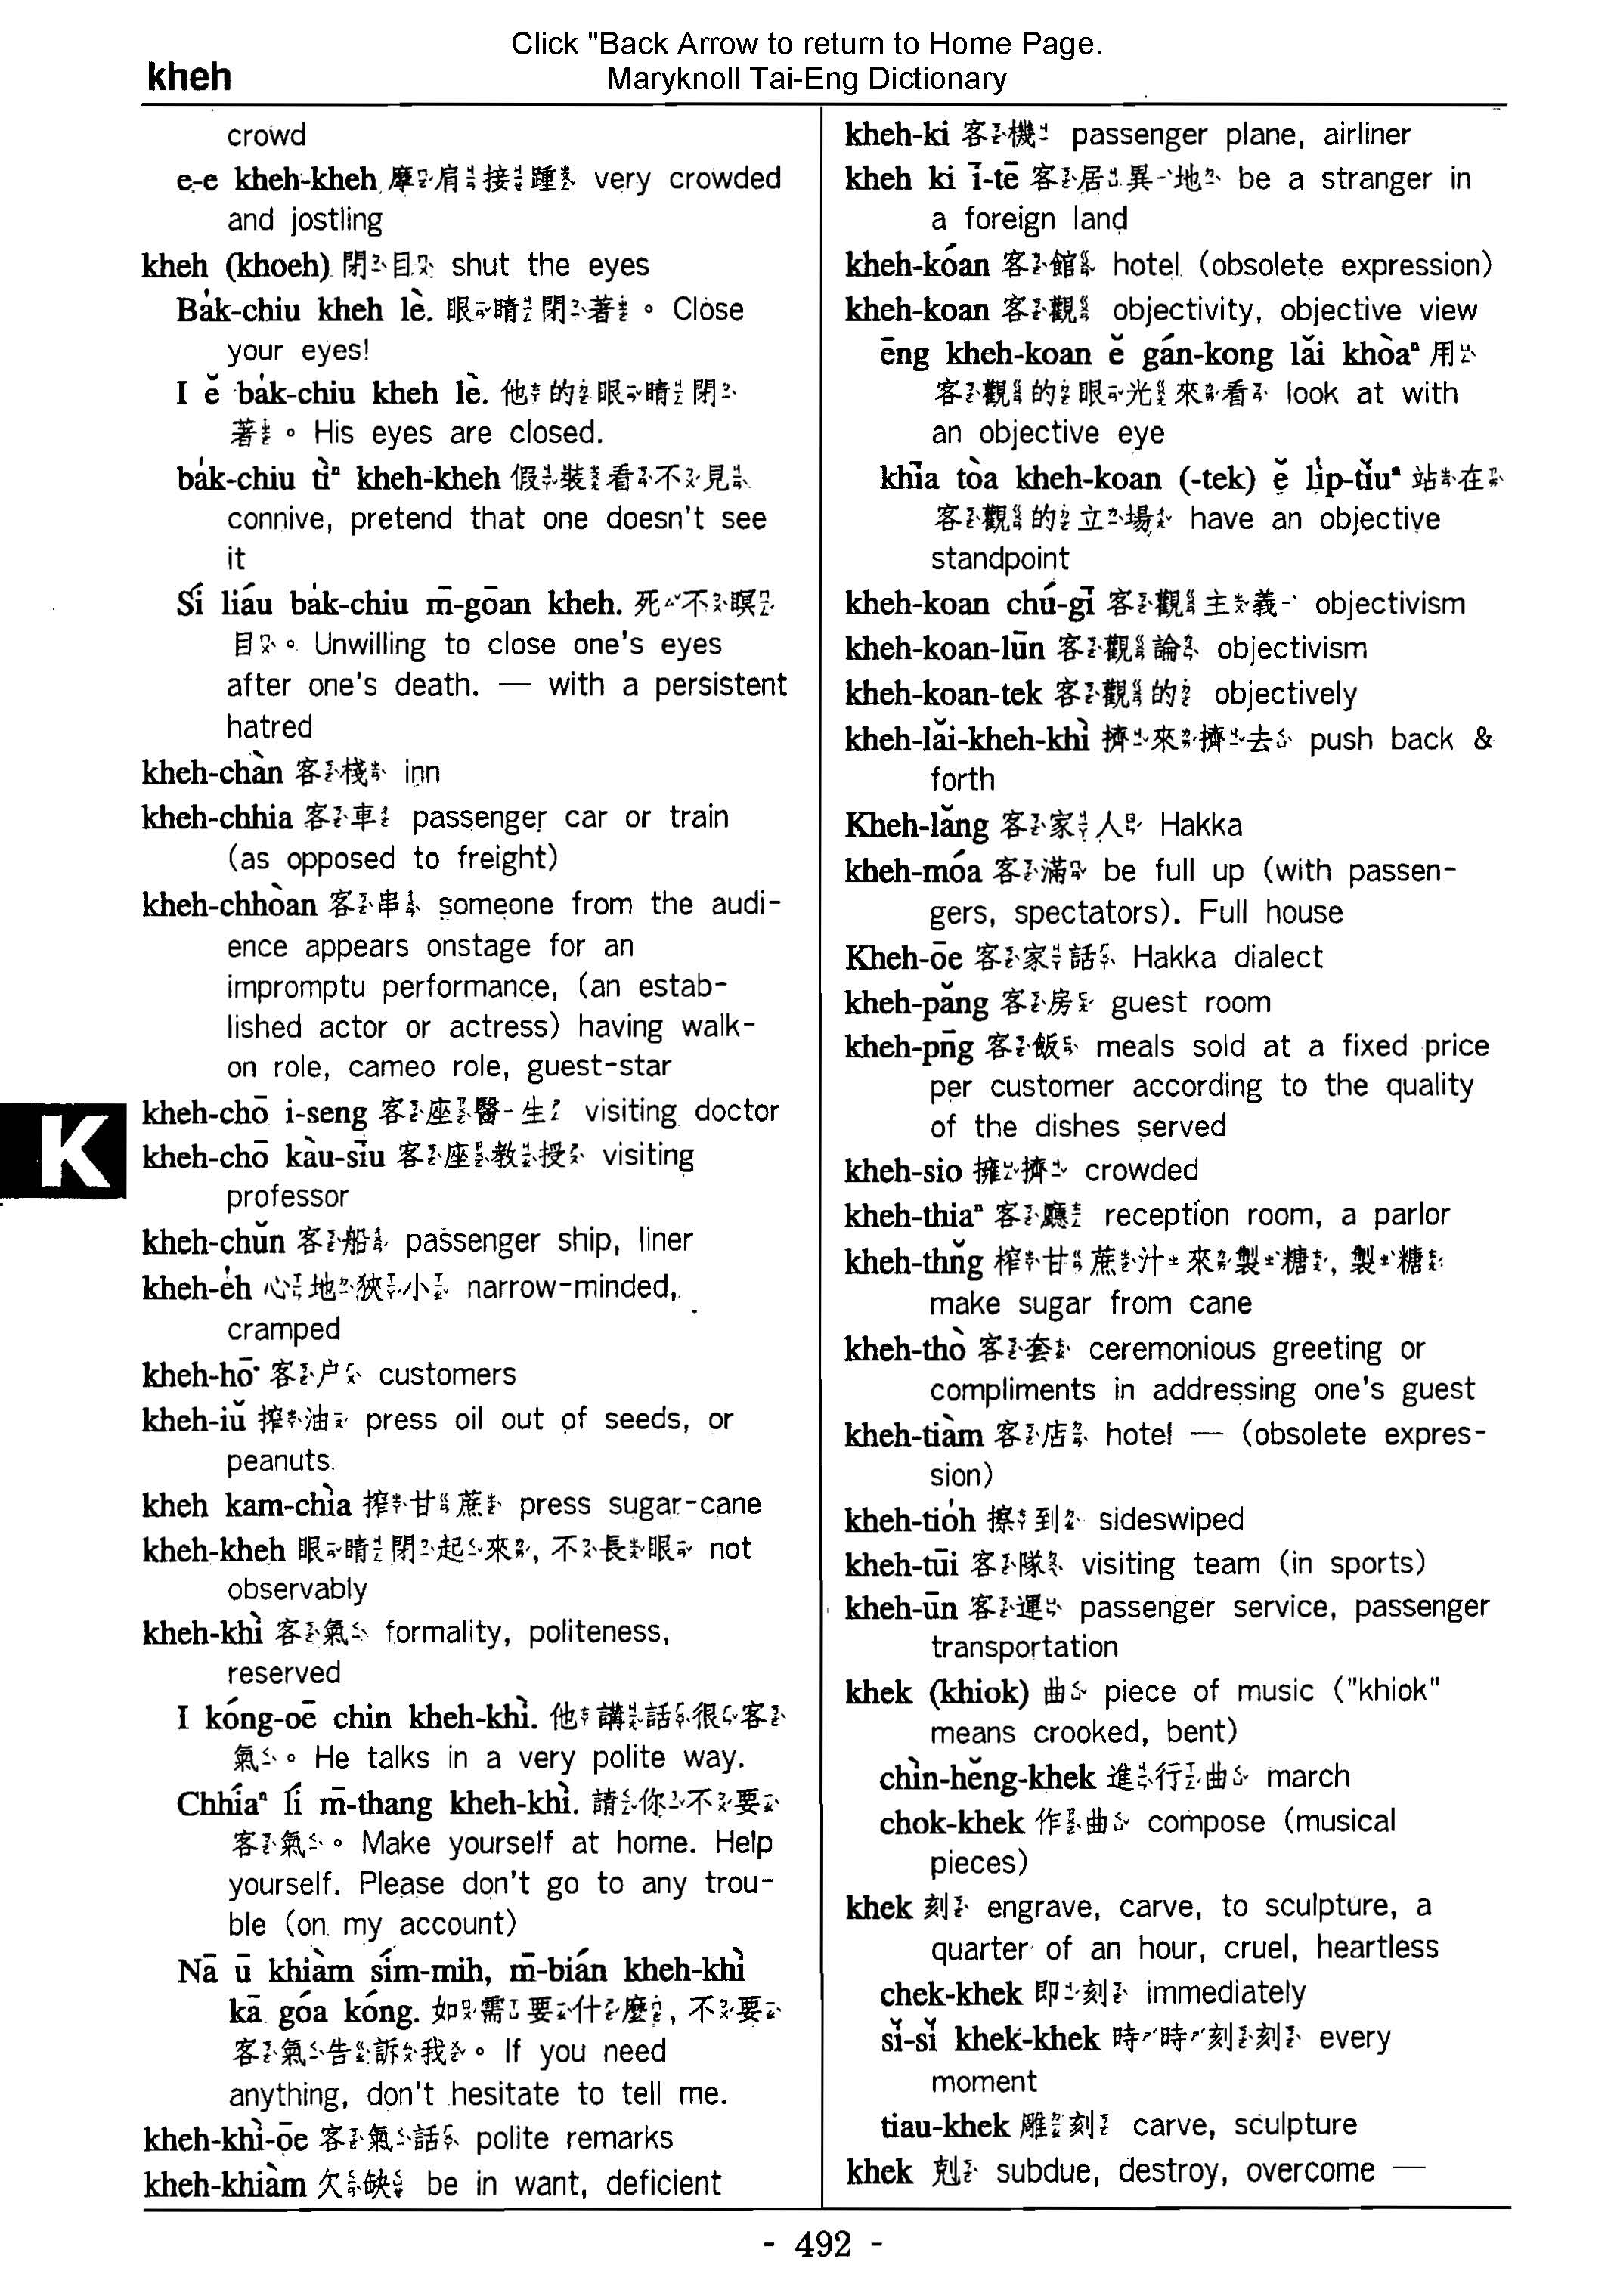 Click "Back Arrow to return to Home Page.
Maryknoll Tai-Eng Dictionary
kheh
crowd
e-e kheh-kheh 摩肩接踵 very crowded
and jostling
kheh (khoeh) 閉目 shut the eyes
Ba̍k-chiu kheh lè. 眼睛閉著。 Close
your eyes!
I ĕ ba̍k-chiu kheh lè. 他的眼睛閉
著。 His eyes are closed.
ba̍k-chiu tìⁿ kheh-kheh 假裝看不見
connive, pretend that one doesn't see
it
Sí liáu ba̍k-chiu m̄-gōan kheh. 死不瞑
目。 Unwilling to close one's eyes
after one's death. — with a persistent
hatred
kheh-chàn 客棧 inn
kheh-chhia 客車 passenger car or train
(as opposed to freight)
kheh-chhòan 客串 someone from the audi-
ence appears onstage for an
impromptu performance, (an estab-
lished actor or actress) having walk-
on role, cameo role, guest-star
kheh-chō i-seng 客座醫生 visiting doctor
kheh-chō kàu-sīu 客座教授 visiting
professor
kheh-chŭn 客船 passenger ship, liner
kheh-e̍h 心地狹小 narrow-minded,
cramped
kheh-hō͘ 客户 customers
kheh-iŭ 搾油 press oil out of seeds, or
peanuts.
kheh kam-chìa 搾甘蔗 press sugar-cane
kheh-kheh 眼睛閉起來, 不長眼 not
observably
kheh-khì 客氣 formality, politeness,
reserved
I kóng-oē chin kheh-khì. 他講話很客
氣。 He talks in a very polite way.
Chhíaⁿ lí m̄-thang kheh-khì. 請你不要
客氣。 Make yourself at home. Help
yourself. Please don't go to any trou-
ble (on my account)
Nā ū khiàm sím-mih, m̄-bián kheh-khì
kā góa kóng. 如需要什麼, 不要
客氣告訴我。 If you need
anything, don't hesitate to tell me.
kheh-khì-ōe 客氣話 polite remarks
kheh-khiàm 欠缺 be in want, deficient
kheh-ki 客機 passenger plane, airliner
kheh ki ī-tē 客居異地 be a stranger in
a foreign land
kheh-kóan 客館 hotel (obsolete expression)
kheh-koan 客觀 objectivity, objective view
ēng kheh-koan ĕ gán-kong lăi khòaⁿ 用
客觀的眼光來看 look at with
an objective eye
khīa tòa kheh-koan (-tek) ĕ li̍p-tĭuⁿ 站在
客觀的立場 have an objective
standpoint
kheh-koan chú-gī 客觀主義 objectivism
kheh-koan-lūn 客觀論 objectivism
kheh-koan-tek 客觀的 objectively
kheh-lăi-kheh-khì 擠來擠去 push back &
forth
Kheh-lăng 客家人 Hakka
kheh-móa 客滿 be full up (with passen-
gers, spectators). Full house
Kheh-ōe 客家話 Hakka dialect
kheh-păng 客房 guest room
kheh-pn̄g 客飯 meals sold at a fixed price
per customer according to the quality
of the dishes served
kheh-sio 擁擠 crowded
kheh-thiaⁿ 客廳 reception room, a parlor
kheh-thn̆g 榨甘蔗汁來製糖, 製糖
make sugar from cane
kheh-thò 客套 ceremonious greeting or
compliments in addressing one's guest
kheh-tiàm 客店 hotel — (obsolete expres-
sion)
kheh-tio̍h 擦到 sideswiped
kheh-tūi 客隊 visiting team (in sports)
kheh-ūn 客運 passenger service, passenger
transportation
khek (khiok) 曲 piece of music ("khiok"
means crooked, bent)
chìn-hĕng-khek 進行曲 march
chok-khek 作曲 compose (musical
pieces)
khek 刻 engrave, carve, to sculpture, a
quarter of an hour, cruel, heartless
chek-khek 即刻 immediately
sĭ-sĭ khek-khek 時時刻刻 every
moment
tiau-khek 雕刻 carve, sculpture
khek 剋 subdue, destroy, overcome —
K
- 492 -